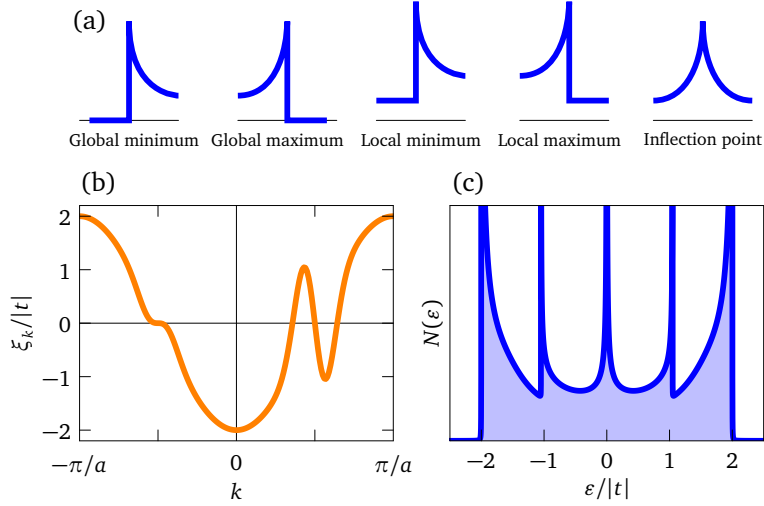 (a)
Global minimum
Global maximum
Local minimum
Local maximum
Inflection point
(b)
ξk/|t|
2
1
0
−1
−2
−π/a
0
π/a
k
(c)
N(ε)
−2
−1
0
1
2
ε/|t|